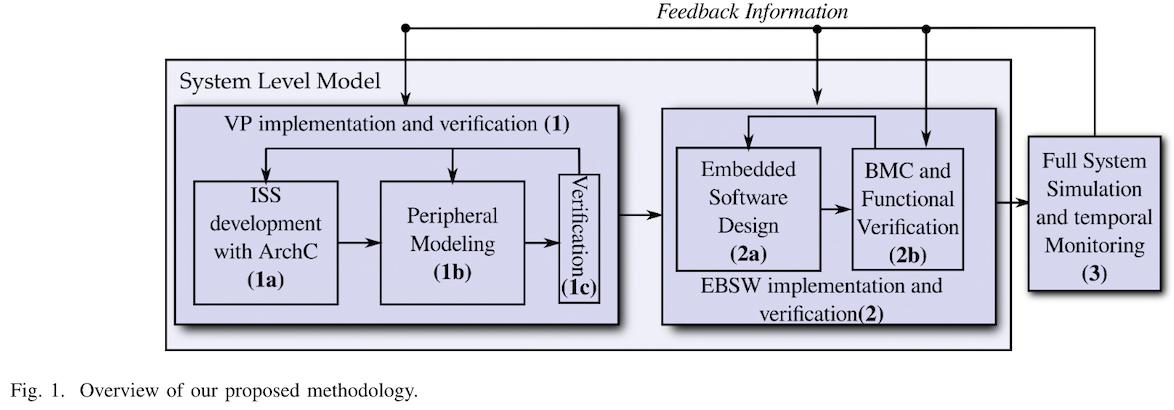 Feedback Information
System Level Model
VP implementation and verification (1)
ISS
development
with ArchC
(1a)
Peripheral
Modeling
(1b)
Verification
(1c)
Embedded
Software
Design
(2a)
BMC and
Functional
Verification
(2b)
EBSW implementation and
verification(2)
Full System
Simulation
and temporal
Monitoring
(3)
Fig. 1. Overview of our proposed methodology.